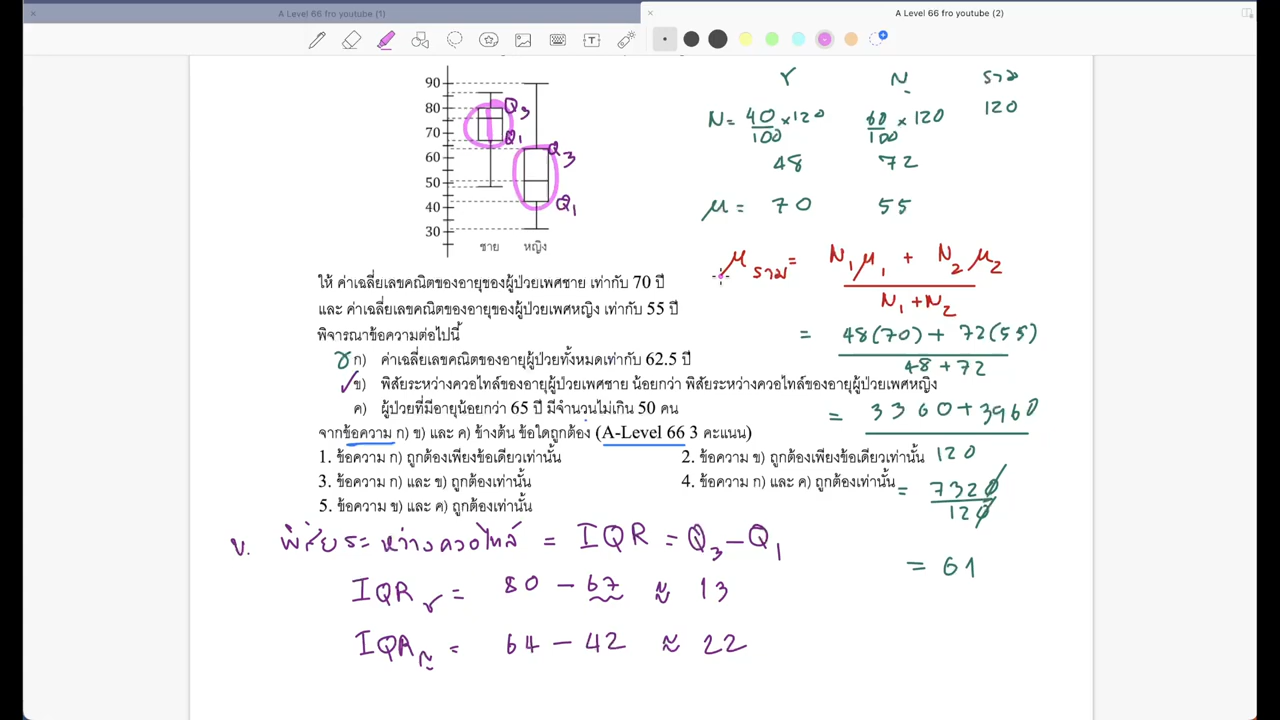 A Level 66 fro youtube (1)
A Level 66 fro youtube (2)
90
80
70
60
50
40
30
Q3
Q1
Q3
Q1
ชาย หญิง
ช ญ รวม
N = 40/100 × 120 60/100 × 120 120
48 72
μ = 70 55
μรวม = (N1μ1 + N2μ2)/(N1+N2)
= (48(70) + 72(55))/(48+72)
= (3360+3960)/120
= 7320/120
= 61
ให้ ค่าเฉลี่ยเลขคณิตของอายุของผู้ป่วยเพศชาย เท่ากับ 70 ปี
และ ค่าเฉลี่ยเลขคณิตของอายุของผู้ป่วยเพศหญิง เท่ากับ 55 ปี
พิจารณาข้อความต่อไปนี้
ก) ค่าเฉลี่ยเลขคณิตของอายุผู้ป่วยทั้งหมดเท่ากับ 62.5 ปี
✓ข) พิสัยระหว่างควอไทล์ของอายุผู้ป่วยเพศชาย น้อยกว่า พิสัยระหว่างควอไทล์ของอายุผู้ป่วยเพศหญิง
ค) ผู้ป่วยที่มีอายุน้อยกว่า 65 ปี มีจำนวนไม่เกิน 50 คน
จากข้อความ ก) ข) และ ค) ข้างต้น ข้อใดถูกต้อง (A-Level 66 3 คะแนน)
1. ข้อความ ก) ถูกต้องเพียงข้อเดียวเท่านั้น 2. ข้อความ ข) ถูกต้องเพียงข้อเดียวเท่านั้น
3. ข้อความ ก) และ ข) ถูกต้องเท่านั้น 4. ข้อความ ก) และ ค) ถูกต้องเท่านั้น
5. ข้อความ ข) และ ค) ถูกต้องเท่านั้น
ข. พิสัยระหว่างควอไทล์ = IQR = Q3 − Q1
IQRช = 80 − 67 ≈ 13
IQRญ = 64 − 42 ≈ 22